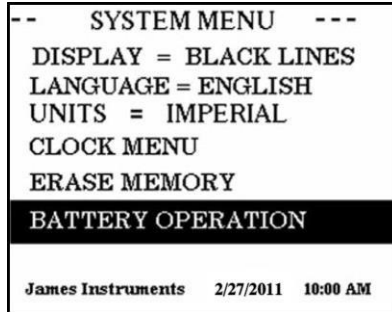 -- SYSTEM MENU ---
DISPLAY = BLACK LINES
LANGUAGE = ENGLISH
UNITS = IMPERIAL
CLOCK MENU
ERASE MEMORY
BATTERY OPERATION
James Instruments 2/27/2011 10:00 AM